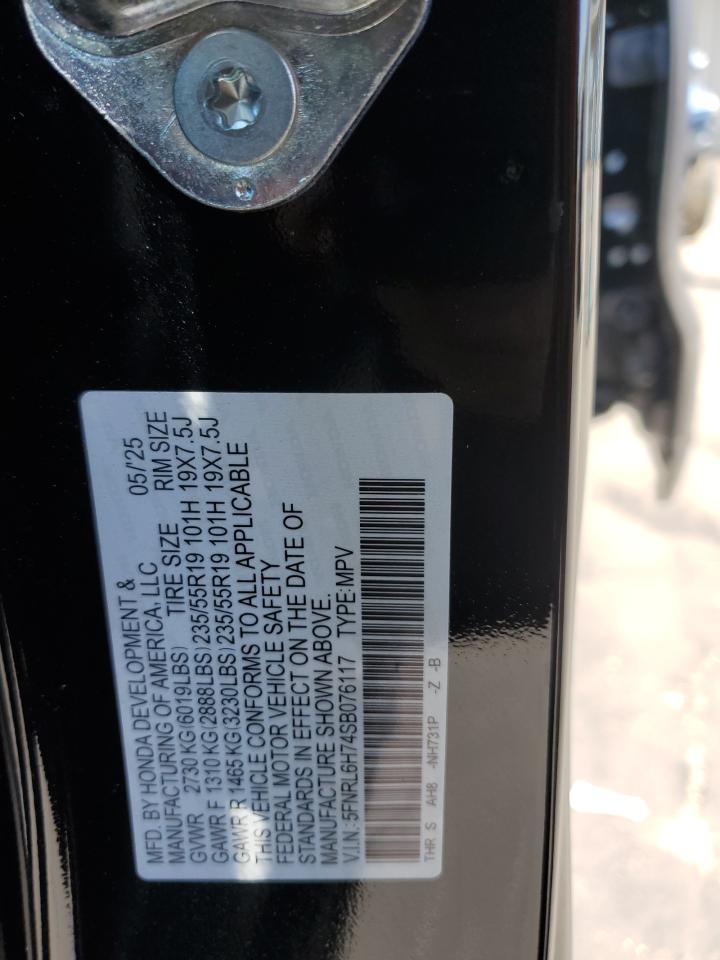 MFD. BY HONDA DEVELOPMENT & 05/'25
MANUFACTURING OF AMERICA, LLC
TIRE SIZE RIM SIZE
GVWR 2730 KG(6019LBS)
GAWR F 1310 KG(2888LBS) 235/55R19 101H 19X7.5J
GAWR R 1465 KG(3230LBS) 235/55R19 101H 19X7.5J
THIS VEHICLE CONFORMS TO ALL APPLICABLE
FEDERAL MOTOR VEHICLE SAFETY
STANDARDS IN EFFECT ON THE DATE OF
MANUFACTURE SHOWN ABOVE.
V.I.N.:5FNRL6H74SB076117 TYPE:MPV
THR S AH8 -NH731P -Z -B